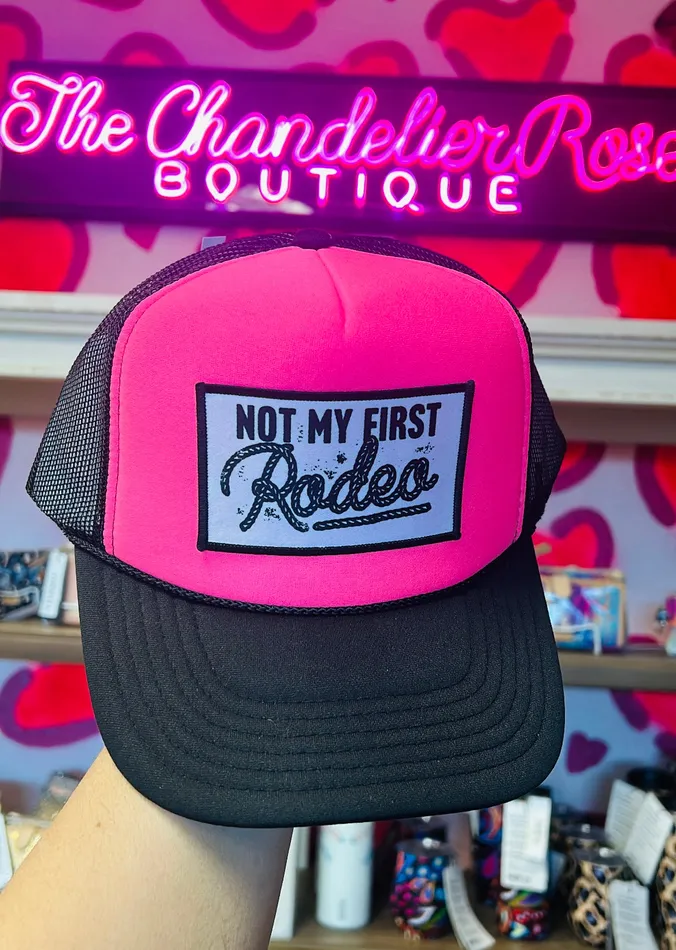 The Chandelier Rose
BOUTIQUE
NOT MY FIRST
Rodeo